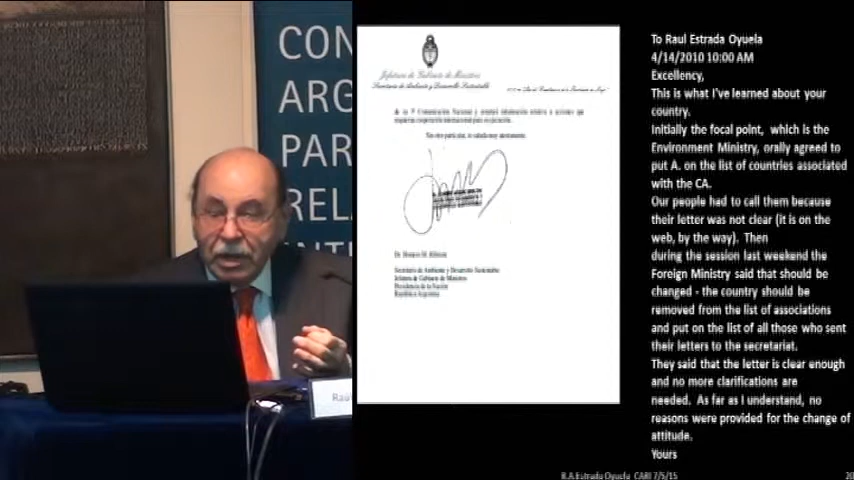 CON
ARG
PAR
REL
INT
Raú
Jefatura de Gabinete de Ministros
Secretaría de Ambiente y Desarrollo Sustentable
Secretaría de Ambiente y Desarrollo Sustentable
Jefatura de Gabinete de Ministros
Presidencia de la Nación
República Argentina
To Raul Estrada Oyuela
4/14/2010 10:00 AM
Excellency,
This is what I've learned about your
country.
Initially the focal point, which is the
Environment Ministry, orally agreed to
put A. on the list of countries associated
with the CA.
Our people had to call them because
their letter was not clear (it is on the
web, by the way). Then
during the session last weekend the
Foreign Ministry said that should be
changed - the country should be
removed from the list of associations
and put on the list of all those who sent
their letters to the secretariat.
They said that the letter is clear enough
and no more clarifications are
needed. As far as I understand, no
reasons were provided for the change of
attitude.
Yours
R.A.Estrada Oyuela CARI 7/5/15
20